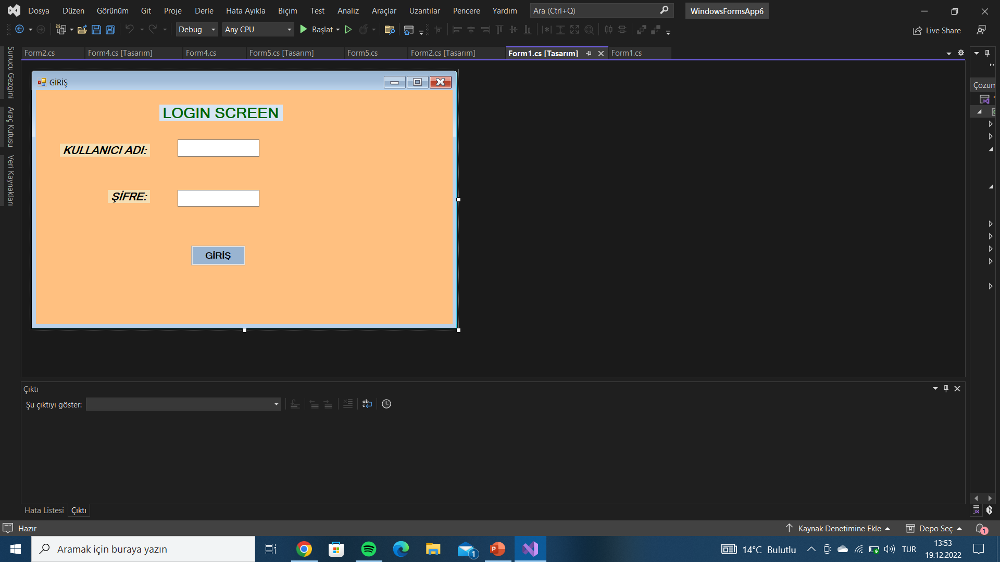 Dosya Düzen Görünüm Git Proje Derle Hata Ayıkla Biçim Test Analiz Araçlar Uzantılar Pencere Yardım Ara (Ctrl+Q) WindowsFormsApp6
Debug Any CPU Başlat Live Share
Sunucu Gezgini
Araç Kutusu
Veri Kaynakları
Form2.cs Form4.cs [Tasarım] Form4.cs Form5.cs [Tasarım] Form5.cs Form2.cs [Tasarım] Form1.cs [Tasarım] Form1.cs
Çözüm
GİRİŞ
LOGIN SCREEN
KULLANICI ADI:
ŞİFRE:
GİRİŞ
Çıktı
Şu çıktıyı göster:
Hata Listesi Çıktı
Hazır Kaynak Denetimine Ekle Depo Seç 1
Aramak için buraya yazın 1 14°C Bulutlu TUR 13:53
19.12.2022